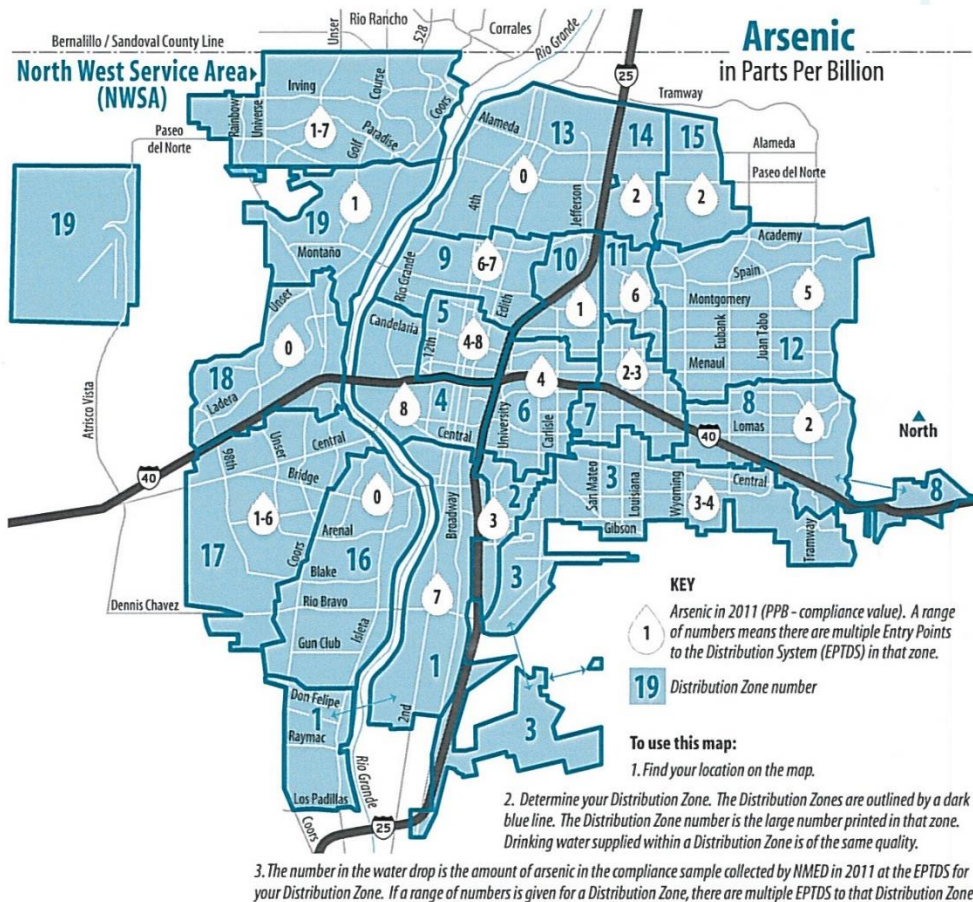 Arsenic
in Parts Per Billion
Bernalillo / Sandoval County Line
North West Service Area
(NWSA)
Rio Rancho
Unser
528
Corrales
Rio Grande
25
Tramway
Irving
Course
Coors
Rainbow
Universe
1-7
Golf
Paradise
Paseo
del Norte
Alameda
13
14
15
Alameda
Paseo del Norte
0
4th
Jefferson
2
2
19
19
1
Montaño
Academy
Rio Grande
9
6-7
Edith
10
1
11
6
Spain
Montgomery
Eubank
Juan Tabo
5
Menaul
12
Unser
0
18
Ladera
Candelaria
5
12th
4-8
2-3
4
8
4
Central
University
6
Carlisle
7
8
Lomas
2
40
North
Atrisco Vista
40
98th
Unser
Central
Bridge
0
1-6
Arenal
Coors
16
Blake
17
Rio Bravo
Dennis Chavez
Gun Club
Isleta
Broadway
7
1
2nd
2
3
3
San Mateo
3
Louisiana
Wyoming
Central
3-4
Gibson
Tramway
8
3
Don Felipe
1
Raymac
Los Padillas
Coors
Rio Grande
25
KEY
1
Arsenic in 2011 (PPB - compliance value). A range
of numbers means there are multiple Entry Points
to the Distribution System (EPTDS) in that zone.
19
Distribution Zone number
To use this map:
1. Find your location on the map.
2. Determine your Distribution Zone. The Distribution Zones are outlined by a dark
blue line. The Distribution Zone number is the large number printed in that zone.
Drinking water supplied within a Distribution Zone is of the same quality.
3. The number in the water drop is the amount of arsenic in the compliance sample collected by NMED in 2011 at the EPTDS for
your Distribution Zone. If a range of numbers is given for a Distribution Zone, there are multiple EPTDS to that Distribution Zone